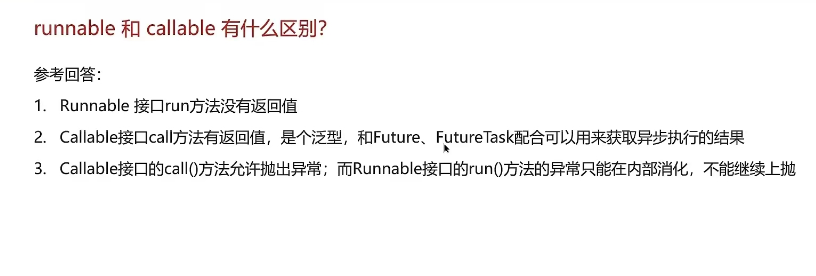 runnable 和 callable 有什么区别？
参考回答：
1. Runnable 接口run方法没有返回值
2. Callable接口call方法有返回值，是个泛型，和Future、FutureTask配合可以用来获取异步执行的结果
3. Callable接口的call()方法允许抛出异常；而Runnable接口的run()方法的异常只能在内部消化，不能继续上抛